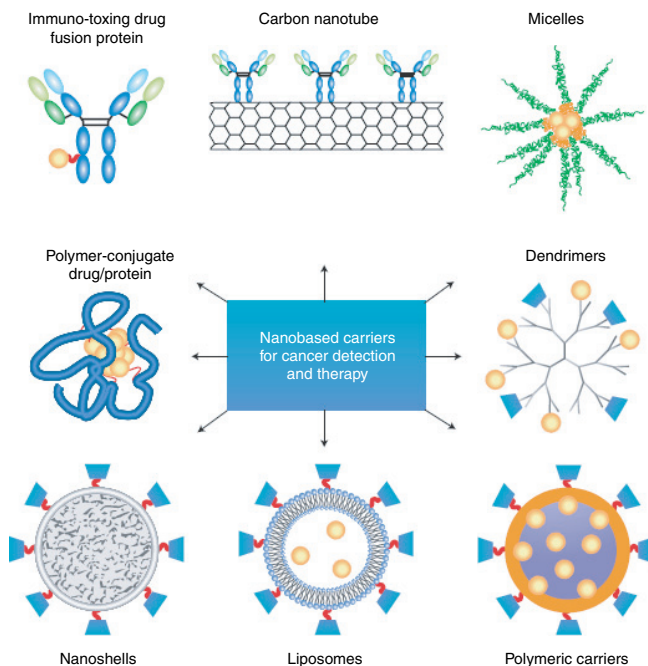 Immuno-toxing drug
fusion protein
Carbon nanotube
Micelles
Polymer-conjugate
drug/protein
Dendrimers
Nanobased carriers
for cancer detection
and therapy
Nanoshells
Liposomes
Polymeric carriers